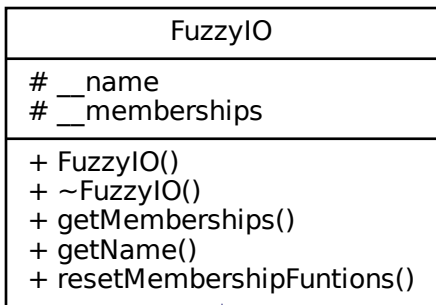 FuzzyIO
# __name
# __memberships
+ FuzzyIO()
+ ~FuzzyIO()
+ getMemberships()
+ getName()
+ resetMembershipFuntions()